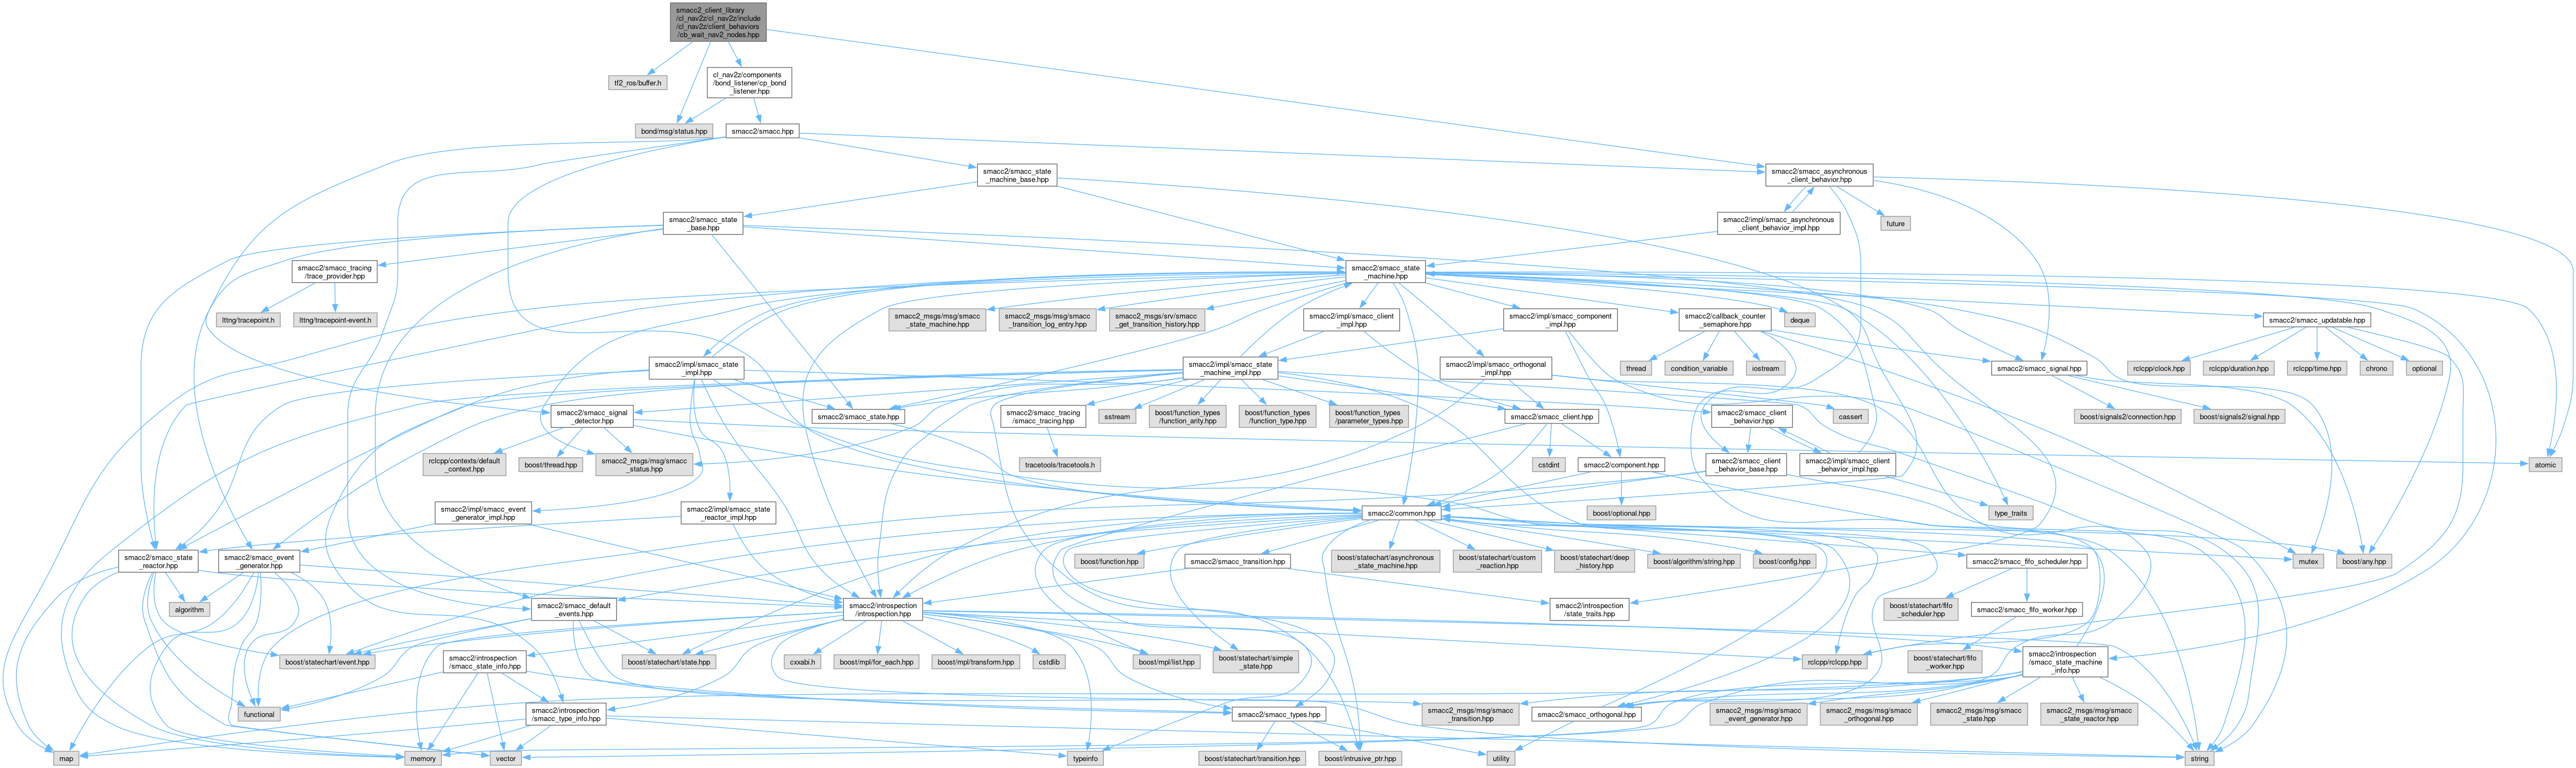 smacc2_client_library
/cl_nav2z/cl_nav2z/include
/cl_nav2z/client_behaviors
/cb_wait_nav2_nodes.hpp
tf2_ros/buffer.h
cl_nav2z/components
/bond_listener/cp_bond
_listener.hpp
bond/msg/status.hpp
smacc2/smacc.hpp
smacc2/smacc_state
_machine_base.hpp
smacc2/smacc_asynchronous
_client_behavior.hpp
smacc2/smacc_state
_base.hpp
smacc2/impl/smacc_asynchronous
_client_behavior_impl.hpp
future
smacc2/smacc_tracing
/trace_provider.hpp
smacc2/smacc_state
_machine.hpp
lttng/tracepoint.h
lttng/tracepoint-event.h
smacc2_msgs/msg/smacc
_state_machine.hpp
smacc2_msgs/msg/smacc
_transition_log_entry.hpp
smacc2_msgs/srv/smacc
_get_transition_history.hpp
smacc2/impl/smacc_client
_impl.hpp
smacc2/impl/smacc_component
_impl.hpp
smacc2/callback_counter
_semaphore.hpp
deque
smacc2/smacc_updatable.hpp
smacc2/impl/smacc_state
_impl.hpp
smacc2/impl/smacc_state
_machine_impl.hpp
smacc2/impl/smacc_orthogonal
_impl.hpp
thread
condition_variable
iostream
smacc2/smacc_signal.hpp
rclcpp/clock.hpp
rclcpp/duration.hpp
rclcpp/time.hpp
chrono
optional
smacc2/smacc_signal
_detector.hpp
smacc2/smacc_state.hpp
smacc2/smacc_tracing
/smacc_tracing.hpp
sstream
boost/function_types
/function_arity.hpp
boost/function_types
/function_type.hpp
boost/function_types
/parameter_types.hpp
smacc2/smacc_client.hpp
cassert
smacc2/smacc_client
_behavior.hpp
boost/signals2/connection.hpp
boost/signals2/signal.hpp
rclcpp/contexts/default
_context.hpp
boost/thread.hpp
smacc2_msgs/msg/smacc
_status.hpp
tracetools/tracetools.h
cstdint
smacc2/component.hpp
smacc2/smacc_client
_behavior_base.hpp
smacc2/impl/smacc_client
_behavior_impl.hpp
atomic
smacc2/impl/smacc_event
_generator_impl.hpp
smacc2/impl/smacc_state
_reactor_impl.hpp
smacc2/common.hpp
boost/optional.hpp
type_traits
smacc2/smacc_state
_reactor.hpp
smacc2/smacc_event
_generator.hpp
boost/function.hpp
smacc2/smacc_transition.hpp
boost/statechart/asynchronous
_state_machine.hpp
boost/statechart/custom
_reaction.hpp
boost/statechart/deep
_history.hpp
boost/algorithm/string.hpp
boost/config.hpp
smacc2/smacc_fifo_scheduler.hpp
mutex
boost/any.hpp
algorithm
smacc2/smacc_default
_events.hpp
smacc2/introspection
/introspection.hpp
smacc2/introspection
/state_traits.hpp
boost/statechart/fifo
_scheduler.hpp
smacc2/smacc_fifo_worker.hpp
boost/statechart/event.hpp
smacc2/introspection
/smacc_state_info.hpp
boost/statechart/state.hpp
cxxabi.h
boost/mpl/for_each.hpp
boost/mpl/transform.hpp
cstdlib
boost/mpl/list.hpp
boost/statechart/simple
_state.hpp
rclcpp/rclcpp.hpp
boost/statechart/fifo
_worker.hpp
smacc2/introspection
/smacc_state_machine
_info.hpp
functional
smacc2/introspection
/smacc_type_info.hpp
smacc2/smacc_types.hpp
smacc2_msgs/msg/smacc
_transition.hpp
smacc2/smacc_orthogonal.hpp
smacc2_msgs/msg/smacc
_event_generator.hpp
smacc2_msgs/msg/smacc
_orthogonal.hpp
smacc2_msgs/msg/smacc
_state.hpp
smacc2_msgs/msg/smacc
_state_reactor.hpp
map
memory
vector
typeinfo
boost/statechart/transition.hpp
boost/intrusive_ptr.hpp
utility
string